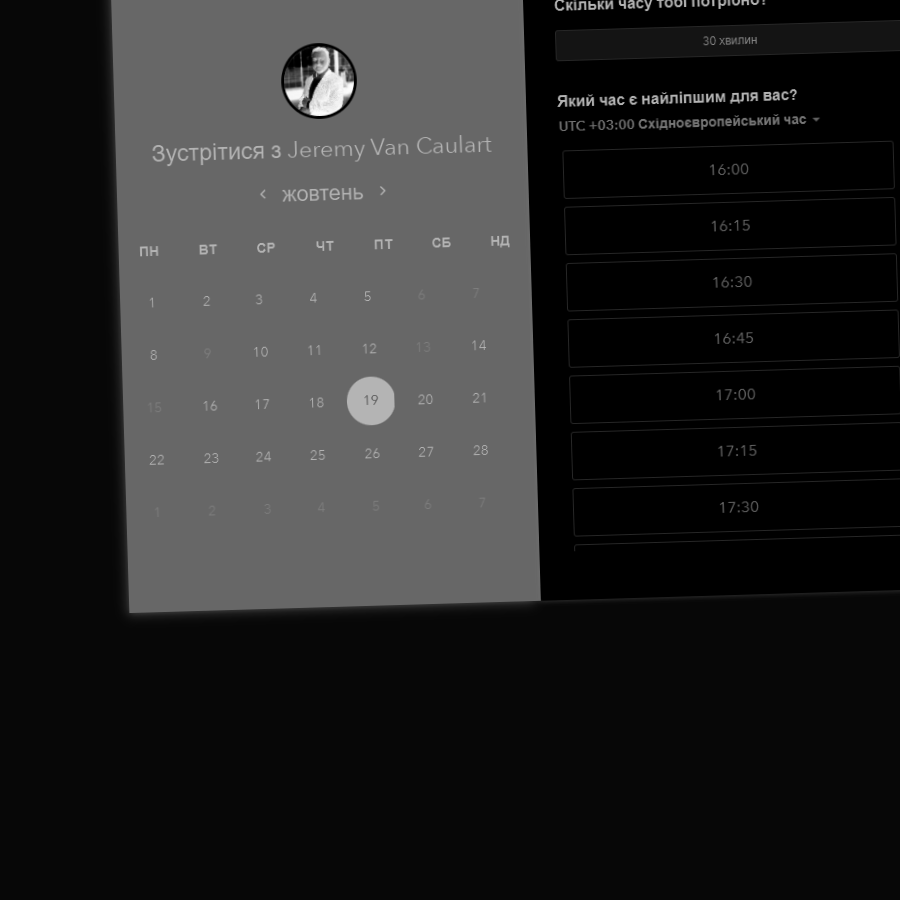 Зустрітися з Jeremy Van Caulart
жовтень
ПН ВТ СР ЧТ ПТ СБ НД
1 2 3 4 5 6 7
8 9 10 11 12 13 14
15 16 17 18 19 20 21
22 23 24 25 26 27 28
1 2 3 4 5 6 7
Скільки часу тобі потрібно?
30 хвилин
Який час є найліпшим для вас?
UTC +03:00 Східноєвропейський час
16:00
16:15
16:30
16:45
17:00
17:15
17:30